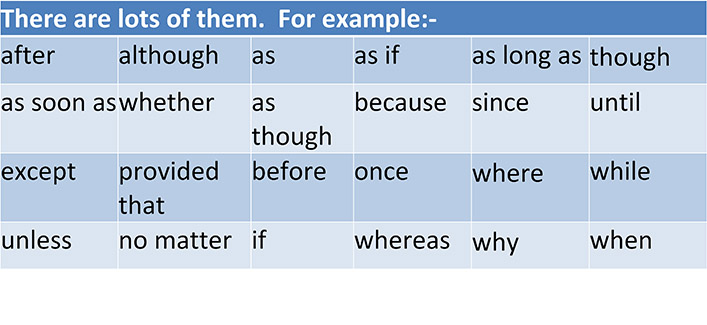 There are lots of them.  For example:-
after although as as if as long as though
as soon as whether as though because since until
except provided that before once where while
unless no matter if whereas why when